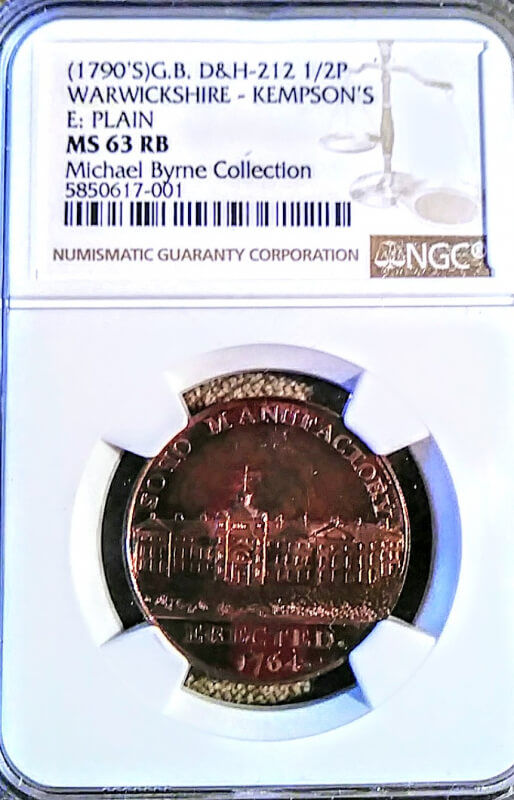 (1790'S)G.B. D&H-212 1/2P
WARWICKSHIRE - KEMPSON'S
E: PLAIN
MS 63 RB
Michael Byrne Collection
5850617-001
NUMISMATIC GUARANTY CORPORATION
NGC®
SOHO MANUFACTORY
ERECTED.
1764